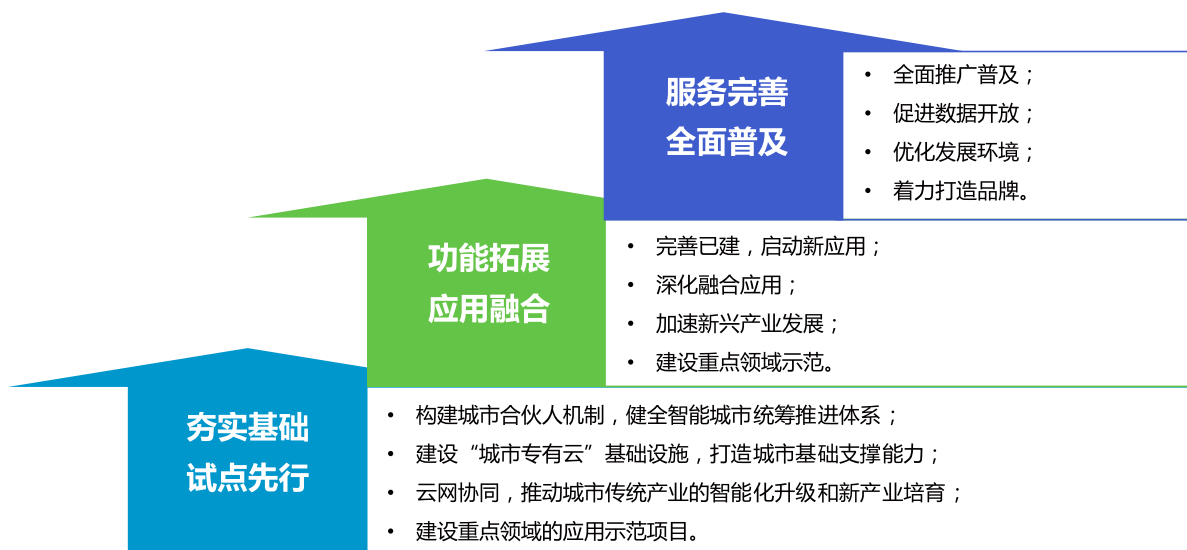 服务完善
全面普及
• 全面推广普及；
• 促进数据开放；
• 优化发展环境；
• 着力打造品牌。
功能拓展
应用融合
• 完善已建，启动新应用；
• 深化融合应用；
• 加速新兴产业发展；
• 建设重点领域示范。
夯实基础
试点先行
• 构建城市合伙人机制，健全智能城市统筹推进体系；
• 建设“城市专有云”基础设施，打造城市基础支撑能力；
• 云网协同，推动城市传统产业的智能化升级和新产业培育；
• 建设重点领域的应用示范项目。